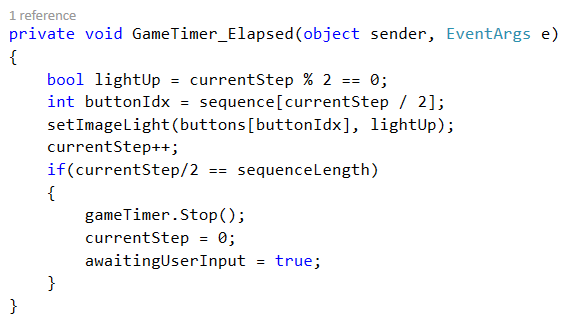 1 reference
private void GameTimer_Elapsed(object sender, EventArgs e)
{
    bool lightUp = currentStep % 2 == 0;
    int buttonIdx = sequence[currentStep / 2];
    setImageLight(buttons[buttonIdx], lightUp);
    currentStep++;
    if(currentStep/2 == sequenceLength)
    {
        gameTimer.Stop();
        currentStep = 0;
        awaitingUserInput = true;
    }
}